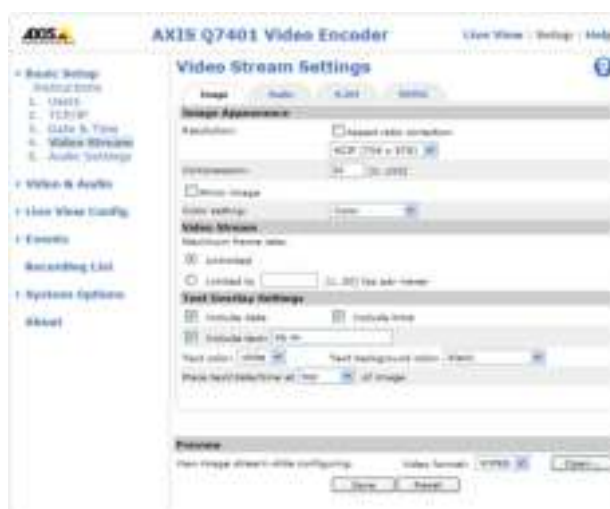 AXIS
AXIS Q7401 Video Encoder
Live View | Setup | Help
Basic Setup
Instructions
1. Users
2. TCP/IP
3. Date & Time
4. Video Stream
5. Audio Settings
Video & Audio
Live View Config
Events
Recording List
System Options
About
Video Stream Settings
Image
Audio
H.264
MPEG
Image Appearance
Resolution:
Aspect ratio correction
Compression:
Mirror image
Color setting:
Color
Video Stream
Maximum frame rate:
Unlimited
Limited to
fps per viewer
Text Overlay Settings
Include date
Include time
Include text:
Text color: white
Text background color: black
Place text/date/time at top of image
Preview
View image stream while configuring.
Video format: MJPEG
Open...
Save
Reset